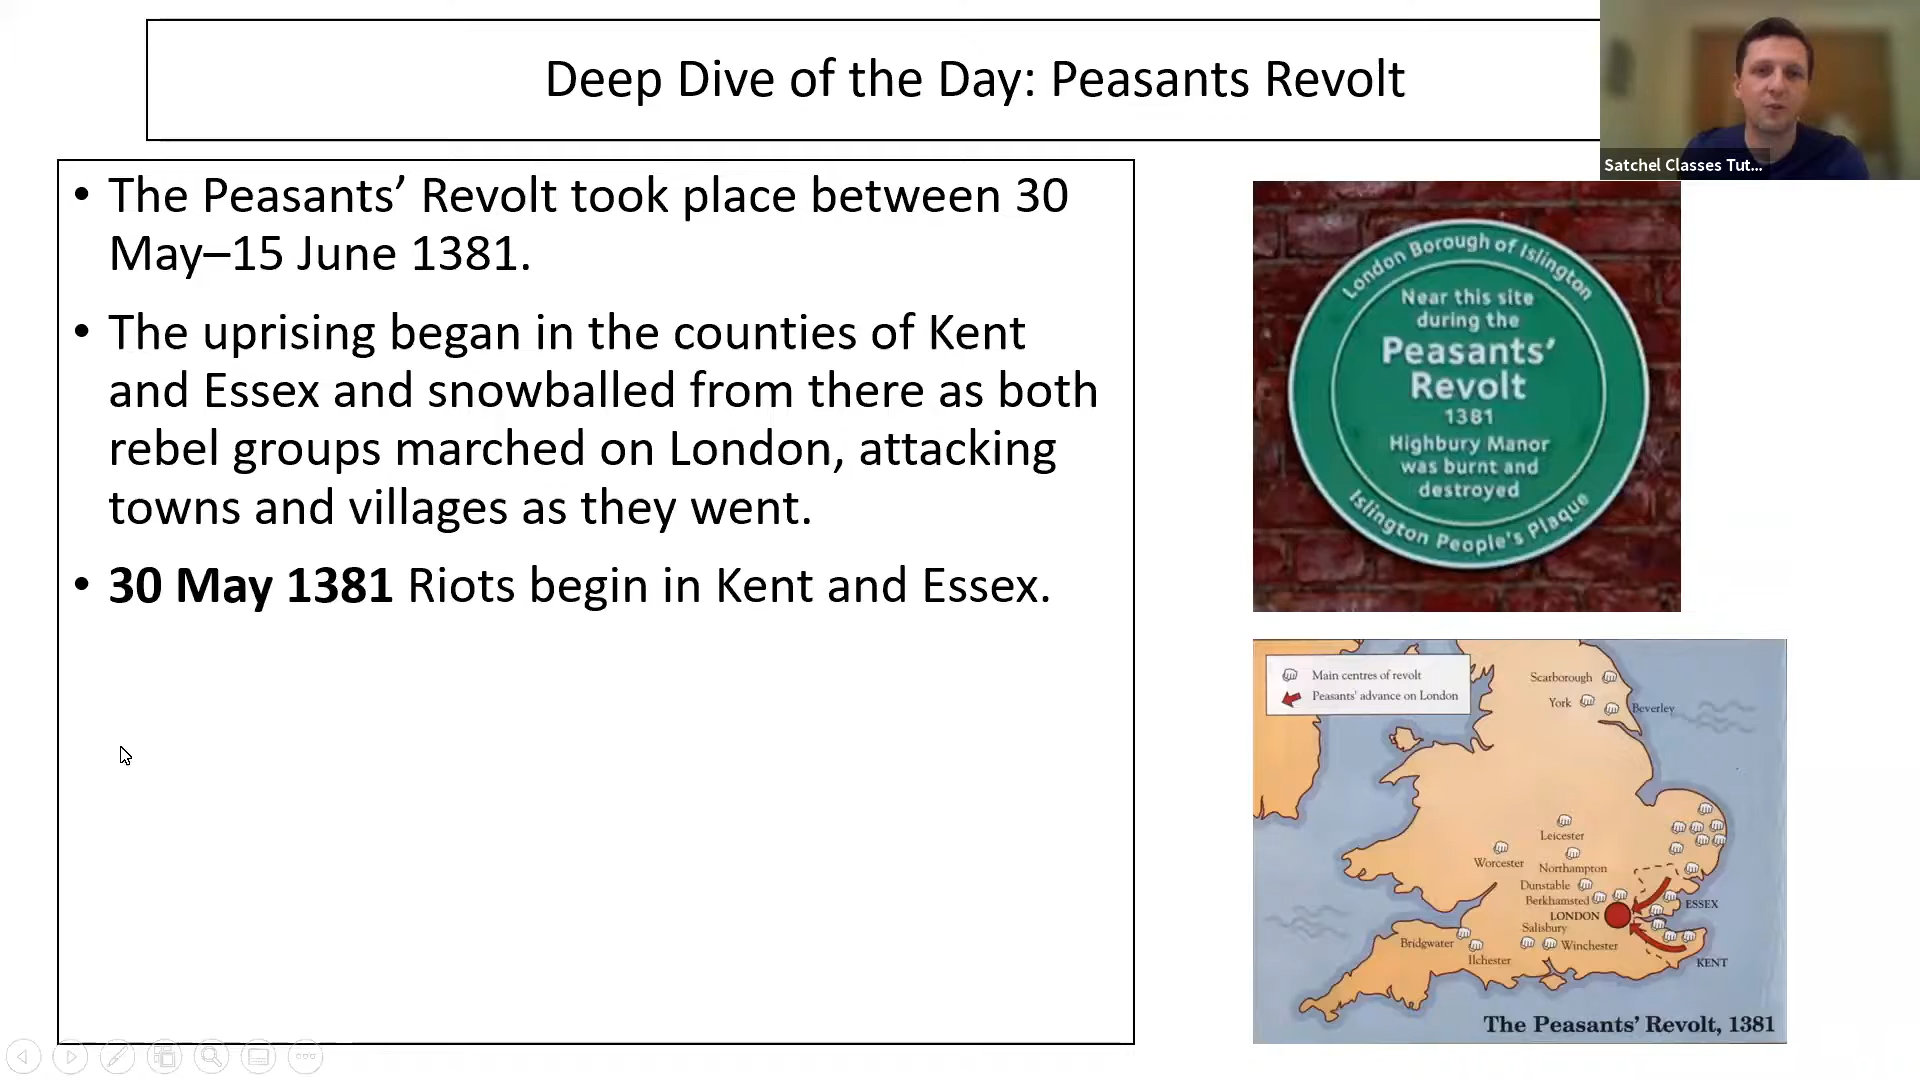 Deep Dive of the Day: Peasants Revolt
Satchel Classes Tut...
• The Peasants’ Revolt took place between 30
May–15 June 1381.
• The uprising began in the counties of Kent
and Essex and snowballed from there as both
rebel groups marched on London, attacking
towns and villages as they went.
• 30 May 1381 Riots begin in Kent and Essex.
London Borough of Islington
Near this site
during the
Peasants’
Revolt
1381
Highbury Manor
was burnt and
destroyed
Islington People's Plaque
Main centres of revolt
Peasants' advance on London
Scarborough
York
Beverley
Leicester
Worcester
Northampton
Dunstable
Berkhamsted
ESSEX
LONDON
Salisbury
Bridgwater
Winchester
Ilchester
KENT
The Peasants’ Revolt, 1381